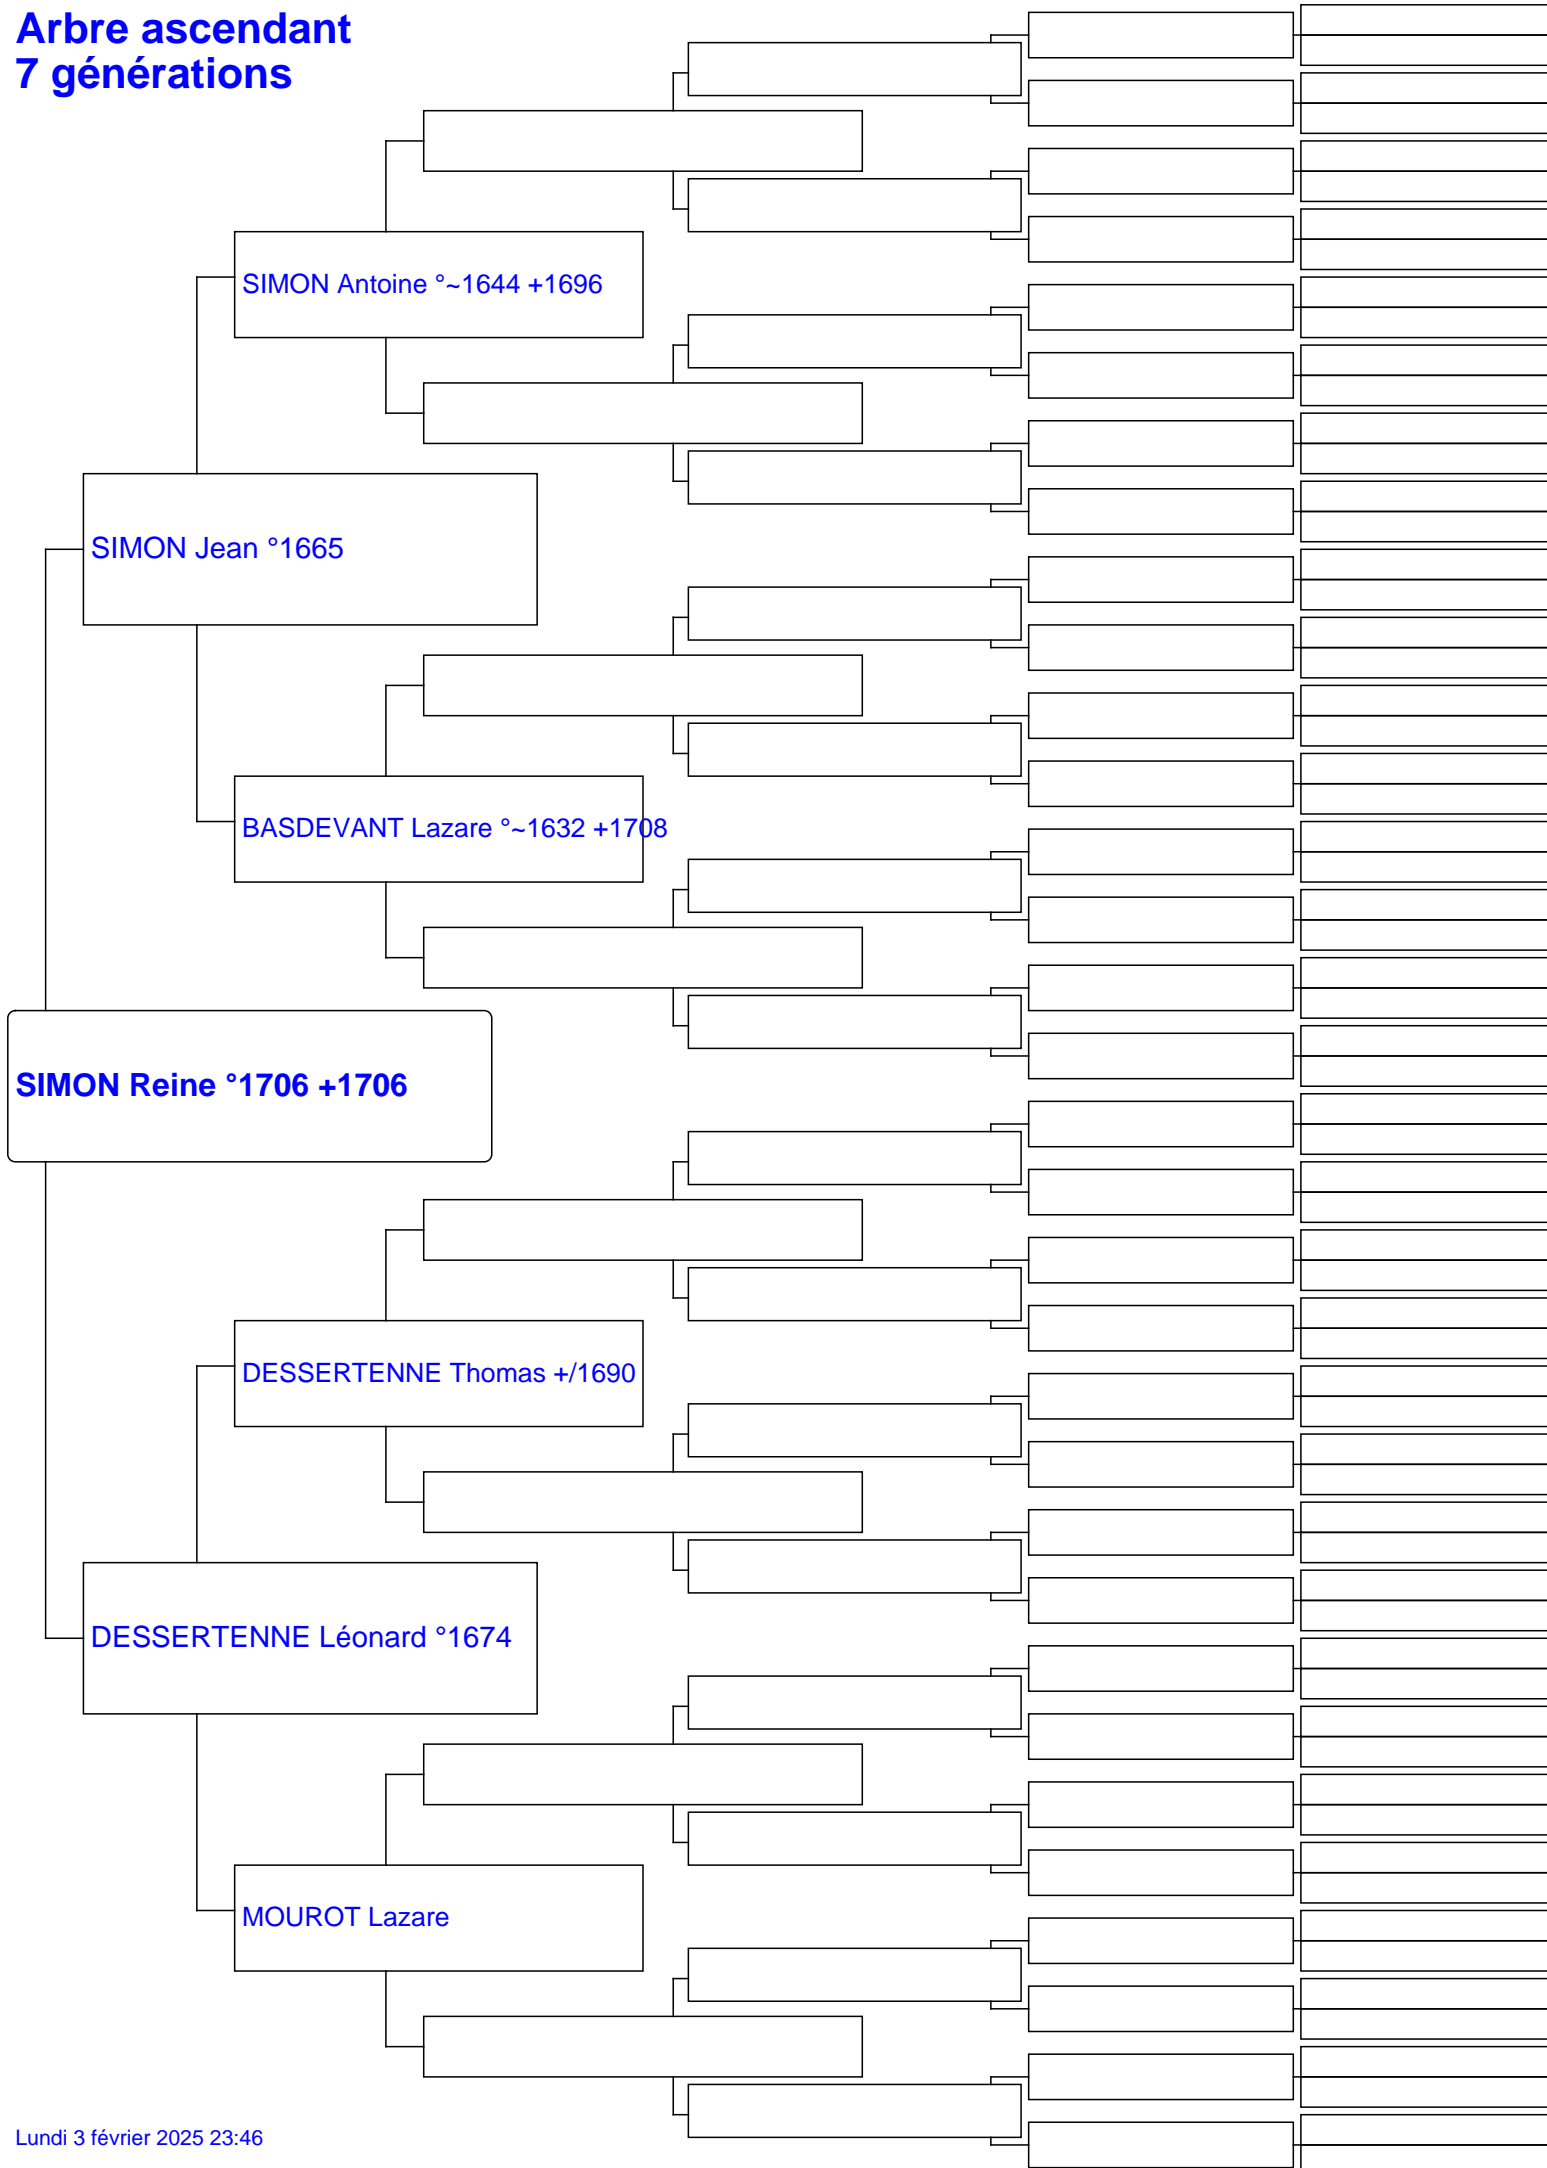 Arbre ascendant
7 générations
SIMON Antoine °~1644 +1696
SIMON Jean °1665
BASDEVANT Lazare °~1632 +1708
SIMON Reine °1706 +1706
DESSERTENNE Thomas +/1690
DESSERTENNE Léonard °1674
MOUROT Lazare
Lundi 3 février 2025 23:46